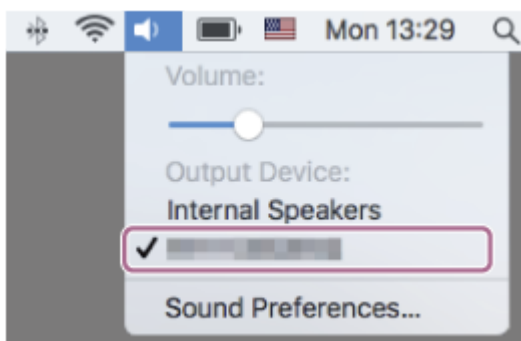 Mon 13:29
Volume:
Output Device:
Internal Speakers
Sound Preferences...